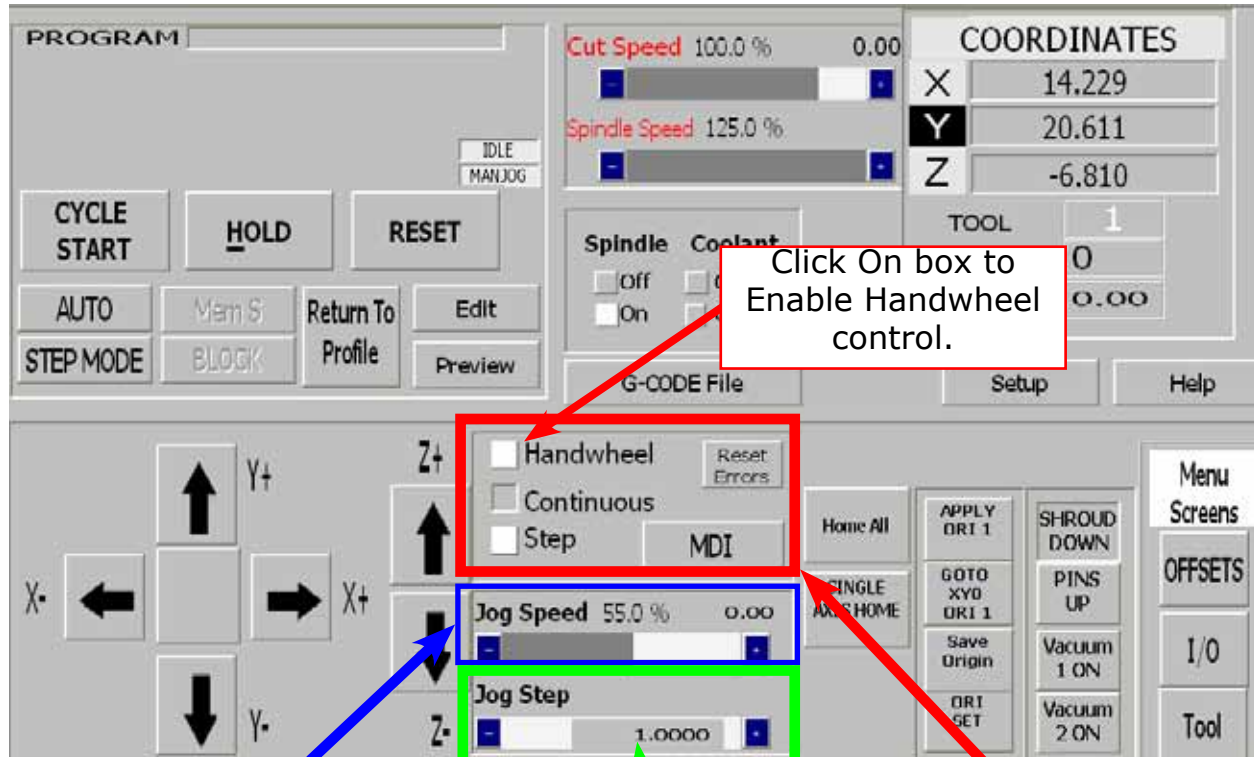 PROGRAM
IDLE
MANJOG
CYCLE
START
HOLD
RESET
AUTO
Mem S
Return To
Profile
Edit
STEP MODE
BLOCK
Preview
Cut Speed 100.0 % 0.00
Spindle Speed 125.0 %
Spindle Coolant
Off
On
G-CODE File
COORDINATES
X 14.229
Y 20.611
Z -6.810
TOOL 1
0
0.00
Click On box to
Enable Handwheel
control.
Setup
Help
Y+
X-
X+
Y-
Z+
Z-
Handwheel
Reset
Errors
Continuous
Step
MDI
Jog Speed 55.0 % 0.00
Jog Step
1.0000
Home All
SINGLE
AXIS HOME
APPLY
ORI 1
GOTO
XY0
ORI 1
Save
Origin
ORI
SET
SHROUD
DOWN
PINS
UP
Vacuum
1 ON
Vacuum
2 ON
Menu
Screens
OFFSETS
I/O
Tool